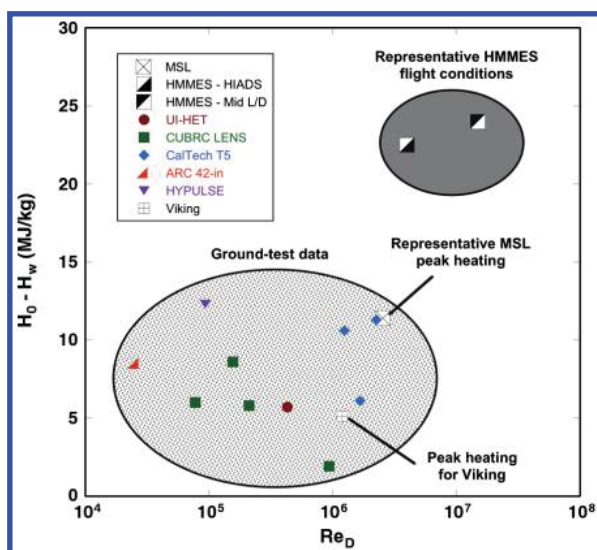 30
25
20
15
10
5
0
H0 - Hw (MJ/kg)
MSL
HMMES - HIADS
HMMES - Mid L/D
UI-HET
CUBRC LENS
CalTech T5
ARC 42-in
HYPULSE
Viking
Representative HMMES
flight conditions
Ground-test data
Representative MSL
peak heating
Peak heating
for Viking
10^4
10^5
10^6
10^7
10^8
ReD